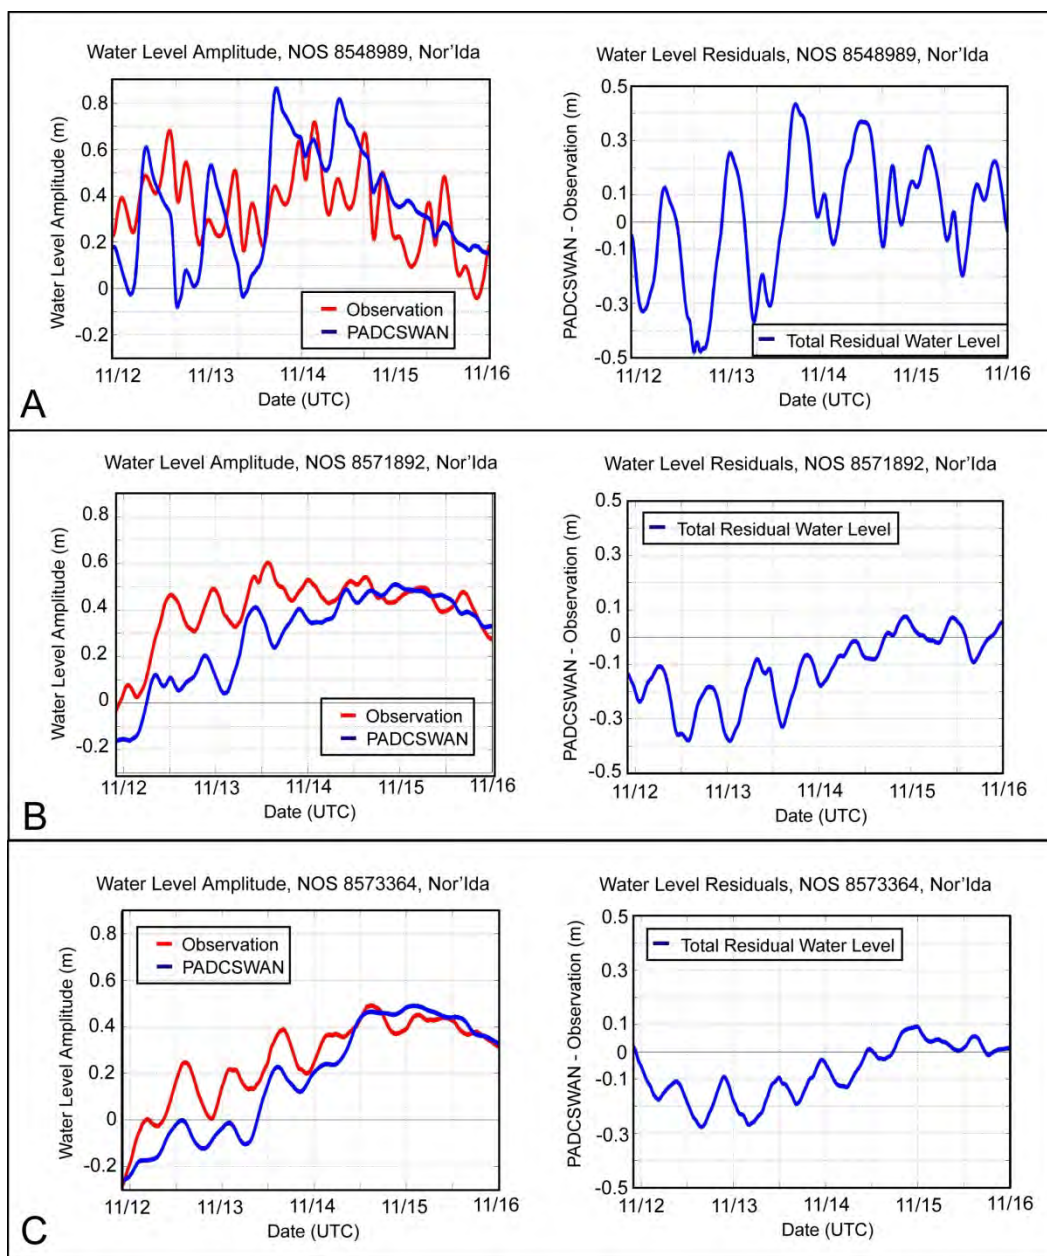 Water Level Amplitude, NOS 8548989, Nor'Ida
Water Level Amplitude (m)
0.8
0.6
0.4
0.2
0
-0.2
Observation
PADCSWAN
11/12 11/13 11/14 11/15 11/16
Date (UTC)
A
Water Level Residuals, NOS 8548989, Nor'Ida
PADCSWAN - Observation (m)
0.5
0.3
0.1
0
-0.1
-0.3
-0.5
Total Residual Water Level
11/12 11/13 11/14 11/15 11/16
Date (UTC)
Water Level Amplitude, NOS 8571892, Nor'Ida
Water Level Amplitude (m)
0.8
0.6
0.4
0.2
0
-0.2
Observation
PADCSWAN
11/12 11/13 11/14 11/15 11/16
Date (UTC)
B
Water Level Residuals, NOS 8571892, Nor'Ida
PADCSWAN - Observation (m)
0.5
0.3
0.1
0
-0.1
-0.3
-0.5
Total Residual Water Level
11/12 11/13 11/14 11/15 11/16
Date (UTC)
Water Level Amplitude, NOS 8573364, Nor'Ida
Water Level Amplitude (m)
0.8
0.6
0.4
0.2
0
-0.2
Observation
PADCSWAN
11/12 11/13 11/14 11/15 11/16
Date (UTC)
C
Water Level Residuals, NOS 8573364, Nor'Ida
PADCSWAN - Observation (m)
0.5
0.3
0.1
0
-0.1
-0.3
-0.5
Total Residual Water Level
11/12 11/13 11/14 11/15 11/16
Date (UTC)